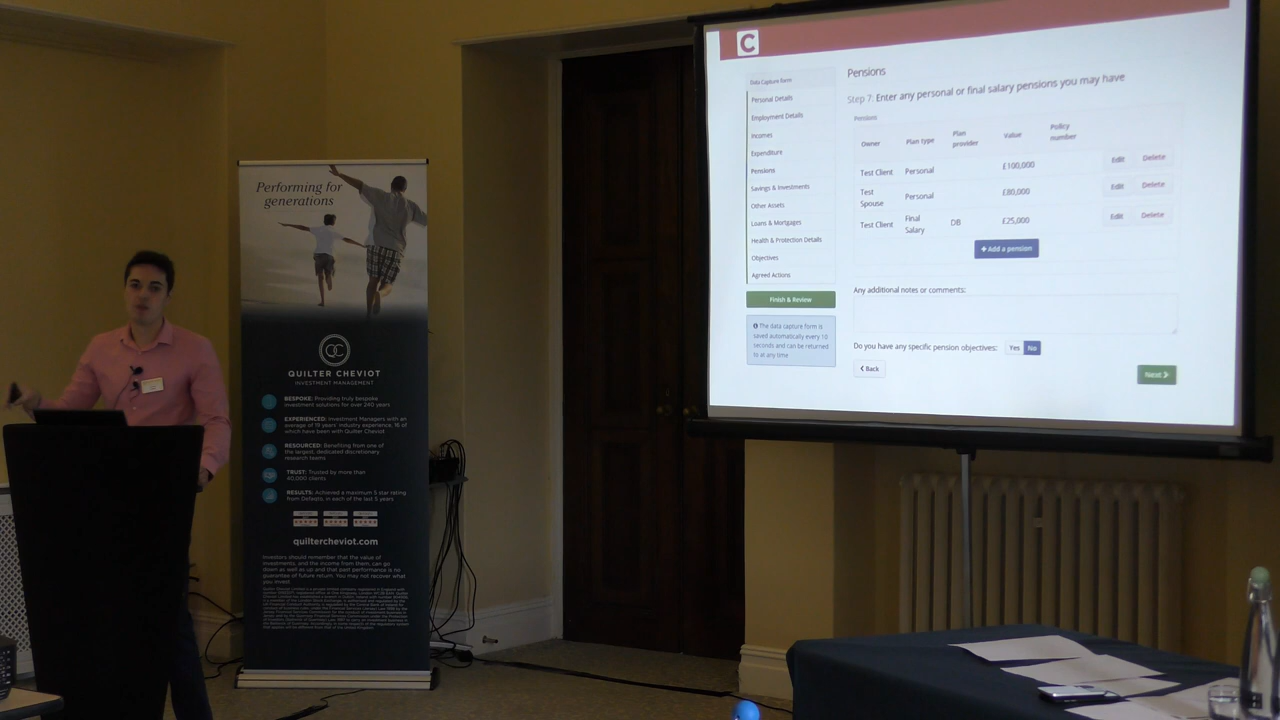 Performing for
generations
QC
QUILTER CHEVIOT
INVESTMENT MANAGEMENT
BESPOKE: Providing truly bespoke
investment solutions for over 240 years
EXPERIENCED: Investment Managers with an
average of 19 years' industry experience, 16 of
which have been with Quilter Cheviot
RESOURCED: Benefiting from one of
the largest, dedicated discretionary
research teams
TRUST: Trusted by more than
40,000 clients
RESULTS: Achieved a maximum 5 star rating
from Defaqto, in each of the last 5 years
quiltercheviot.com
Investors should remember that the value of
investments, and the income from them, can go
down as well as up and that past performance is no
guarantee of future return. You may not recover what
you invest
C
Data Capture Form
Personal Details
Employment Details
Incomes
Expenditure
Pensions
Savings & Investments
Other Assets
Loans & Mortgages
Health & Protection Details
Objectives
Agreed Actions
Finish & Review
The data capture form is
saved automatically every 10
seconds and can be returned
to at any time
Pensions
Step 7: Enter any personal or final salary pensions you may have
Pensions
Owner Plan type Plan provider Value Policy number
Test Client Personal £100,000 Edit Delete
Test Spouse Personal £80,000 Edit Delete
Test Client Final Salary DB £25,000 Edit Delete
+ Add a pension
Any additional notes or comments:
Do you have any specific pension objectives: Yes No
Back
Next